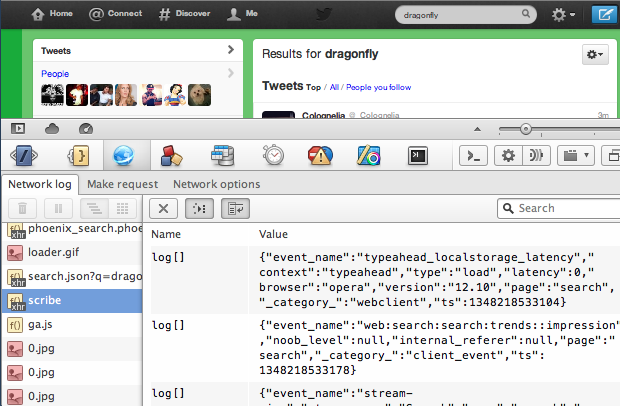 Home @ Connect # Discover Me dragonfly
Tweets
People
Results for dragonfly
Tweets Top / All / People you follow
Colognelia @ Colognelia 3m
Network log Make request Network options
Search
phoenix_search.phoe
xhr
loader.gif
search.json?q=drago
xhr
scribe
xhr
ga.js
0.jpg
0.jpg
0.jpg
Name Value
log[] {"event_name":"typeahead_localstorage_latency","
context":"typeahead","type":"load","latency":0,"
browser":"opera","version":"12.10","page":"search",
"_category_":"webclient","ts":1348218533104}
log[] {"event_name":"web:search:search:trends::impression"
,"noob_level":null,"internal_referer":null,"page":"
search","_category_":"client_event","ts":
1348218533178}
log[] {"event_name":"stream-